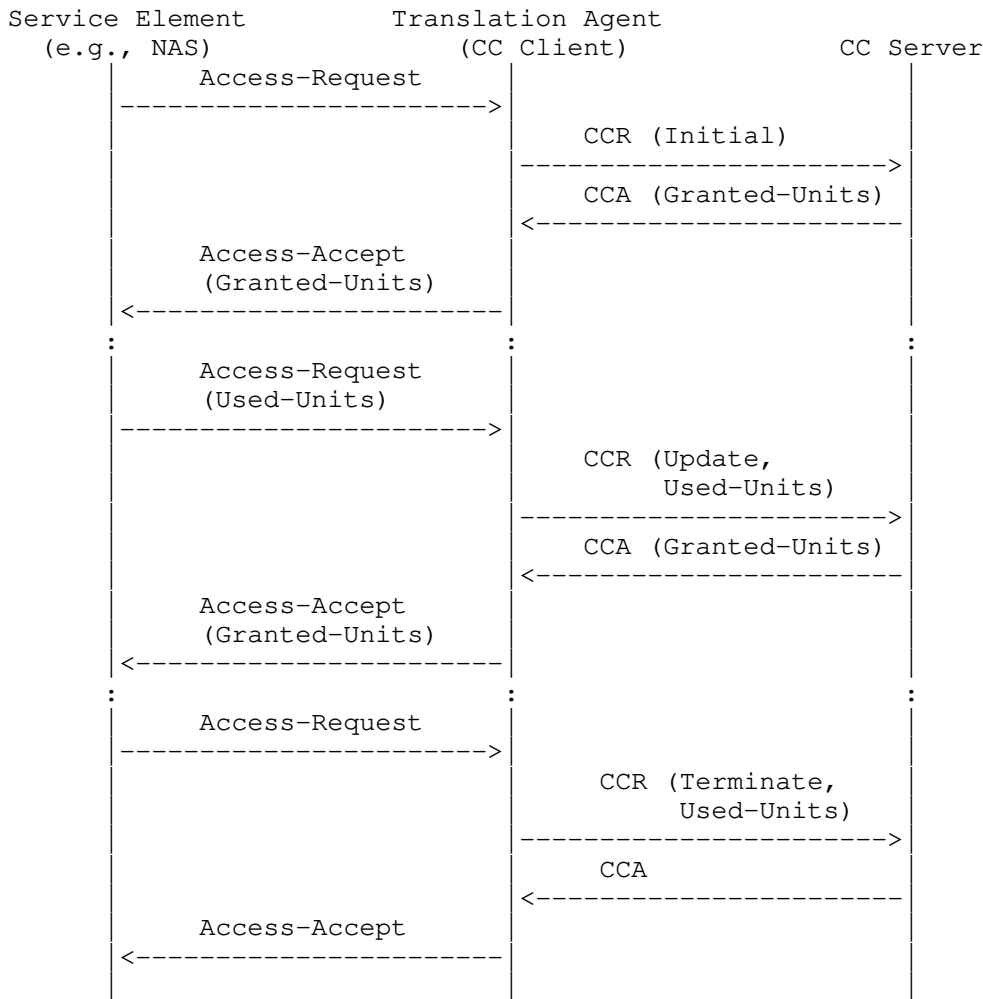 Service Element Translation Agent
(e.g., NAS) (CC Client) CC Server
Access-Request
CCR (Initial)
CCA (Granted-Units)
Access-Accept
(Granted-Units)
Access-Request
(Used-Units)
CCR (Update,
Used-Units)
CCA (Granted-Units)
Access-Accept
(Granted-Units)
Access-Request
CCR (Terminate,
Used-Units)
CCA
Access-Accept